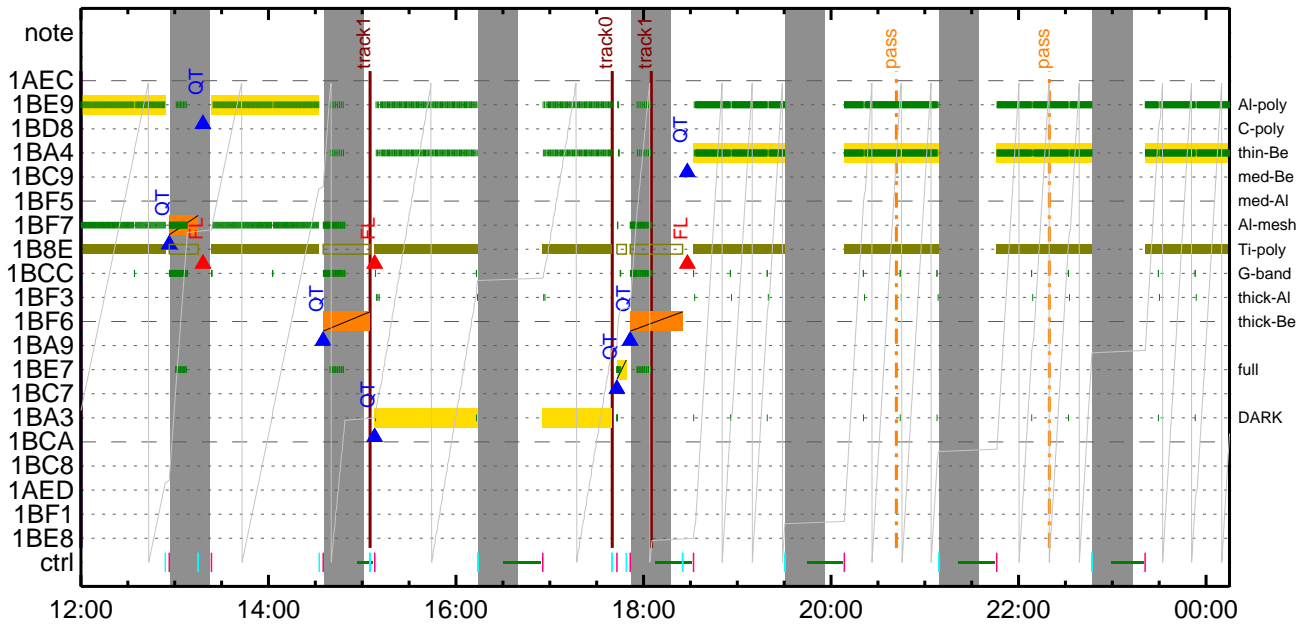 note
track1
track0
track1
pass
pass
1AEC
QT
1BE9
Al-poly
1BD8
C-poly
QT
1BA4
thin-Be
1BC9
med-Be
QT
1BF5
med-Al
1BF7
Al-mesh
FL
FL
FL
1B8E
Ti-poly
1BCC
G-band
QT
QT
1BF3
thick-Al
1BF6
thick-Be
QT
1BA9
1BE7
full
QT
1BC7
1BA3
DARK
1BCA
1BC8
1AED
1BF1
1BE8
ctrl
12:00
14:00
16:00
18:00
20:00
22:00
00:00